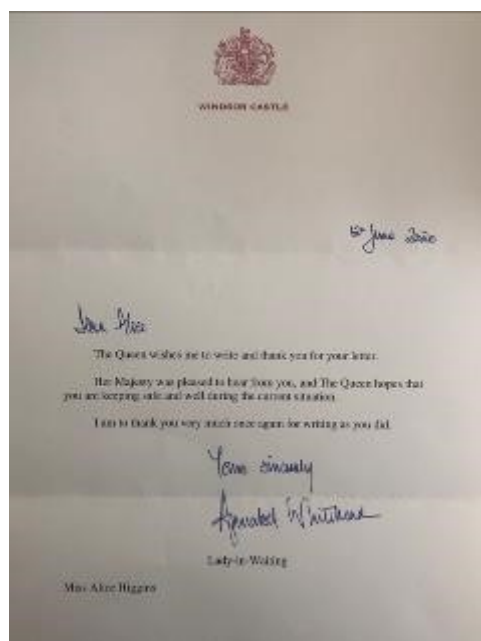 WINDSOR CASTLE
June 2020
Dear Alice
The Queen wishes me to write and thank you for your letter.
Her Majesty was pleased to hear from you, and The Queen hopes that
you are keeping safe and well during the current situation.
I am to thank you very much once again for writing as you did.
Yours sincerely
Annabel Whitehead
Lady-in-Waiting
Miss Alice Higgins